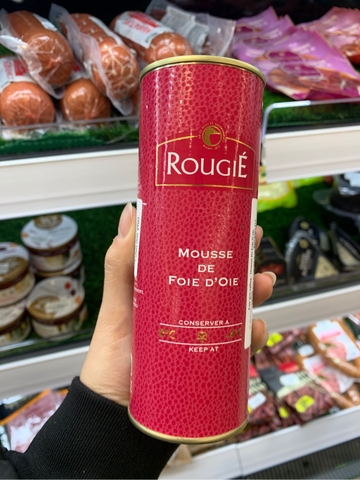 ROUGIÉ
MOUSSE
DE
FOIE D'OIE
CONSERVER A
KEEP AT